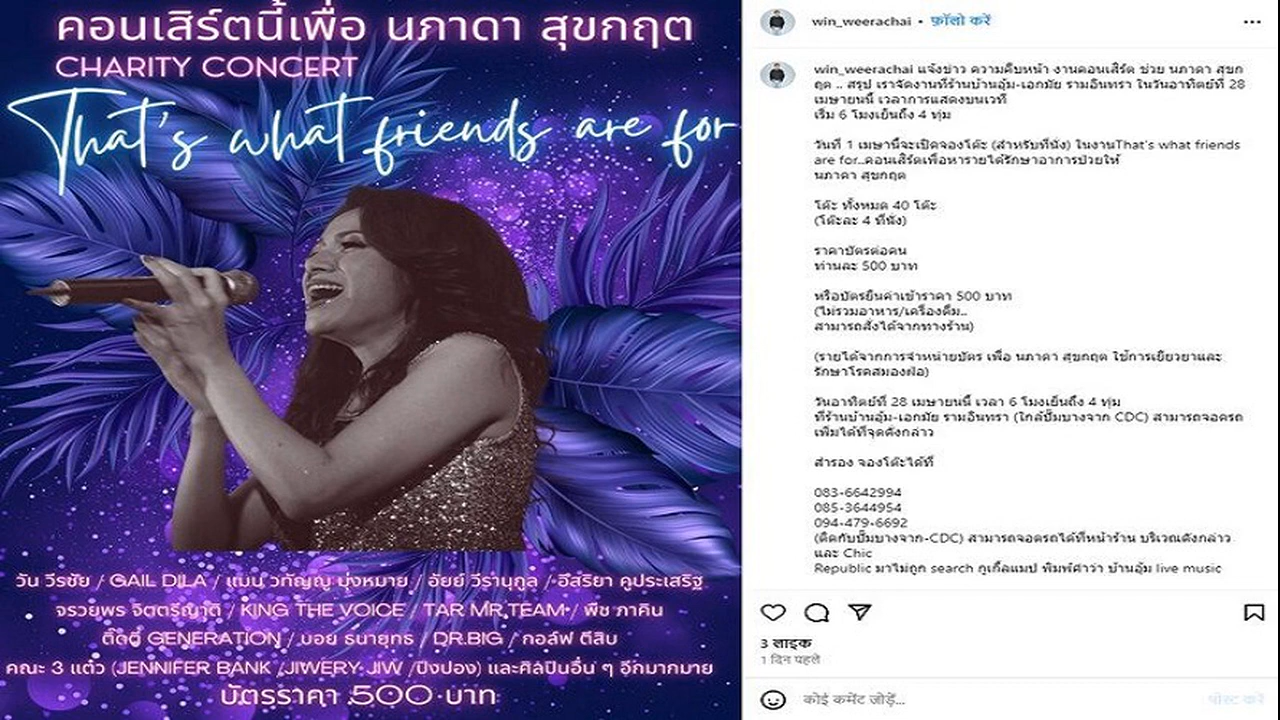 คอนเสิร์ตนี้เพื่อ นภาดา สุขกฤต
CHARITY CONCERT
That's what friends are for
วัน วีรชัย / GAIL DILA / แมน วทัญญู มุ่งหมาย / อัยย์ วีรานุกูล / อิสริยา คูประเสริฐ
จรวยพร จิตตรีญาติ / KING THE VOICE / TAR MR.TEAM / พีช ภาคิน
ติ๊ดตี่ GENERATION / บอย ธนายุทธ / DR.BIG / กอล์ฟ ตีสิบ
คณะ 3 แต๋ว (JENNIFER BANK /JIWERY JIW /ปิงปอง) และศิลปินอื่น ๆ อีกมากมาย
บัตรราคา 500 บาท
win_weerachai • फ़ॉलो करें
win_weerachai แจ้งข่าว ความคืบหน้า งานคอนเสิร์ต ช่วย นภาดา สุขก
ฤต .. สรุป เราจัดงานที่ร้านบ้านอุ้ม-เอกมัย รามอินทรา ในวันอาทิตย์ที่ 28
เมษายนนี้ เวลาการแสดงบนเวที
เริ่ม 6 โมงเย็นถึง 4 ทุ่ม
วันที่ 1 เมษานี้จะเปิดจองโต๊ะ (สำหรับที่นั่ง) ในงานThat's what friends
are for..คอนเสิร์ตเพื่อหารายได้รักษาอาการป่วยให้
นภาดา สุขกฤต
โต๊ะ ทั้งหมด 40 โต๊ะ
(โต๊ะละ 4 ที่นั่ง)
ราคาบัตรต่อคน
ท่านละ 500 บาท
หรือบัตรยืนค่าเข้าราคา 500 บาท
(ไม่รวมอาหาร/เครื่องดื่ม..
สามารถสั่งได้จากทางร้าน)
(รายได้จากการจำหน่ายบัตร เพื่อ นภาดา สุขกฤต ใช้การเยียวยาและ
รักษาโรคสมองฝ่อ)
วันอาทิตย์ที่ 28 เมษายนนี้ เวลา 6 โมงเย็นถึง 4 ทุ่ม
ที่ร้านบ้านอุ้ม-เอกมัย รามอินทรา (ใกล้ปั๊มบางจาก CDC) สามารถจอดรถ
เพิ่มได้ที่จุดดังกล่าว
สำรอง จองโต๊ะได้ที่
083-6642994
085-3644954
094-479-6692
(ติดกับปั๊มบางจาก-CDC) สามารถจอดรถได้ที่หน้าร้าน บริเวณดังกล่าว
และ Chic
Republic มาไม่ถูก search กูเกิ้ลแมป พิมพ์คำว่า บ้านอุ้ม live music
3 लाइक
1 दिन पहले
कोई कमेंट जोड़ें...
पोस्ट करें